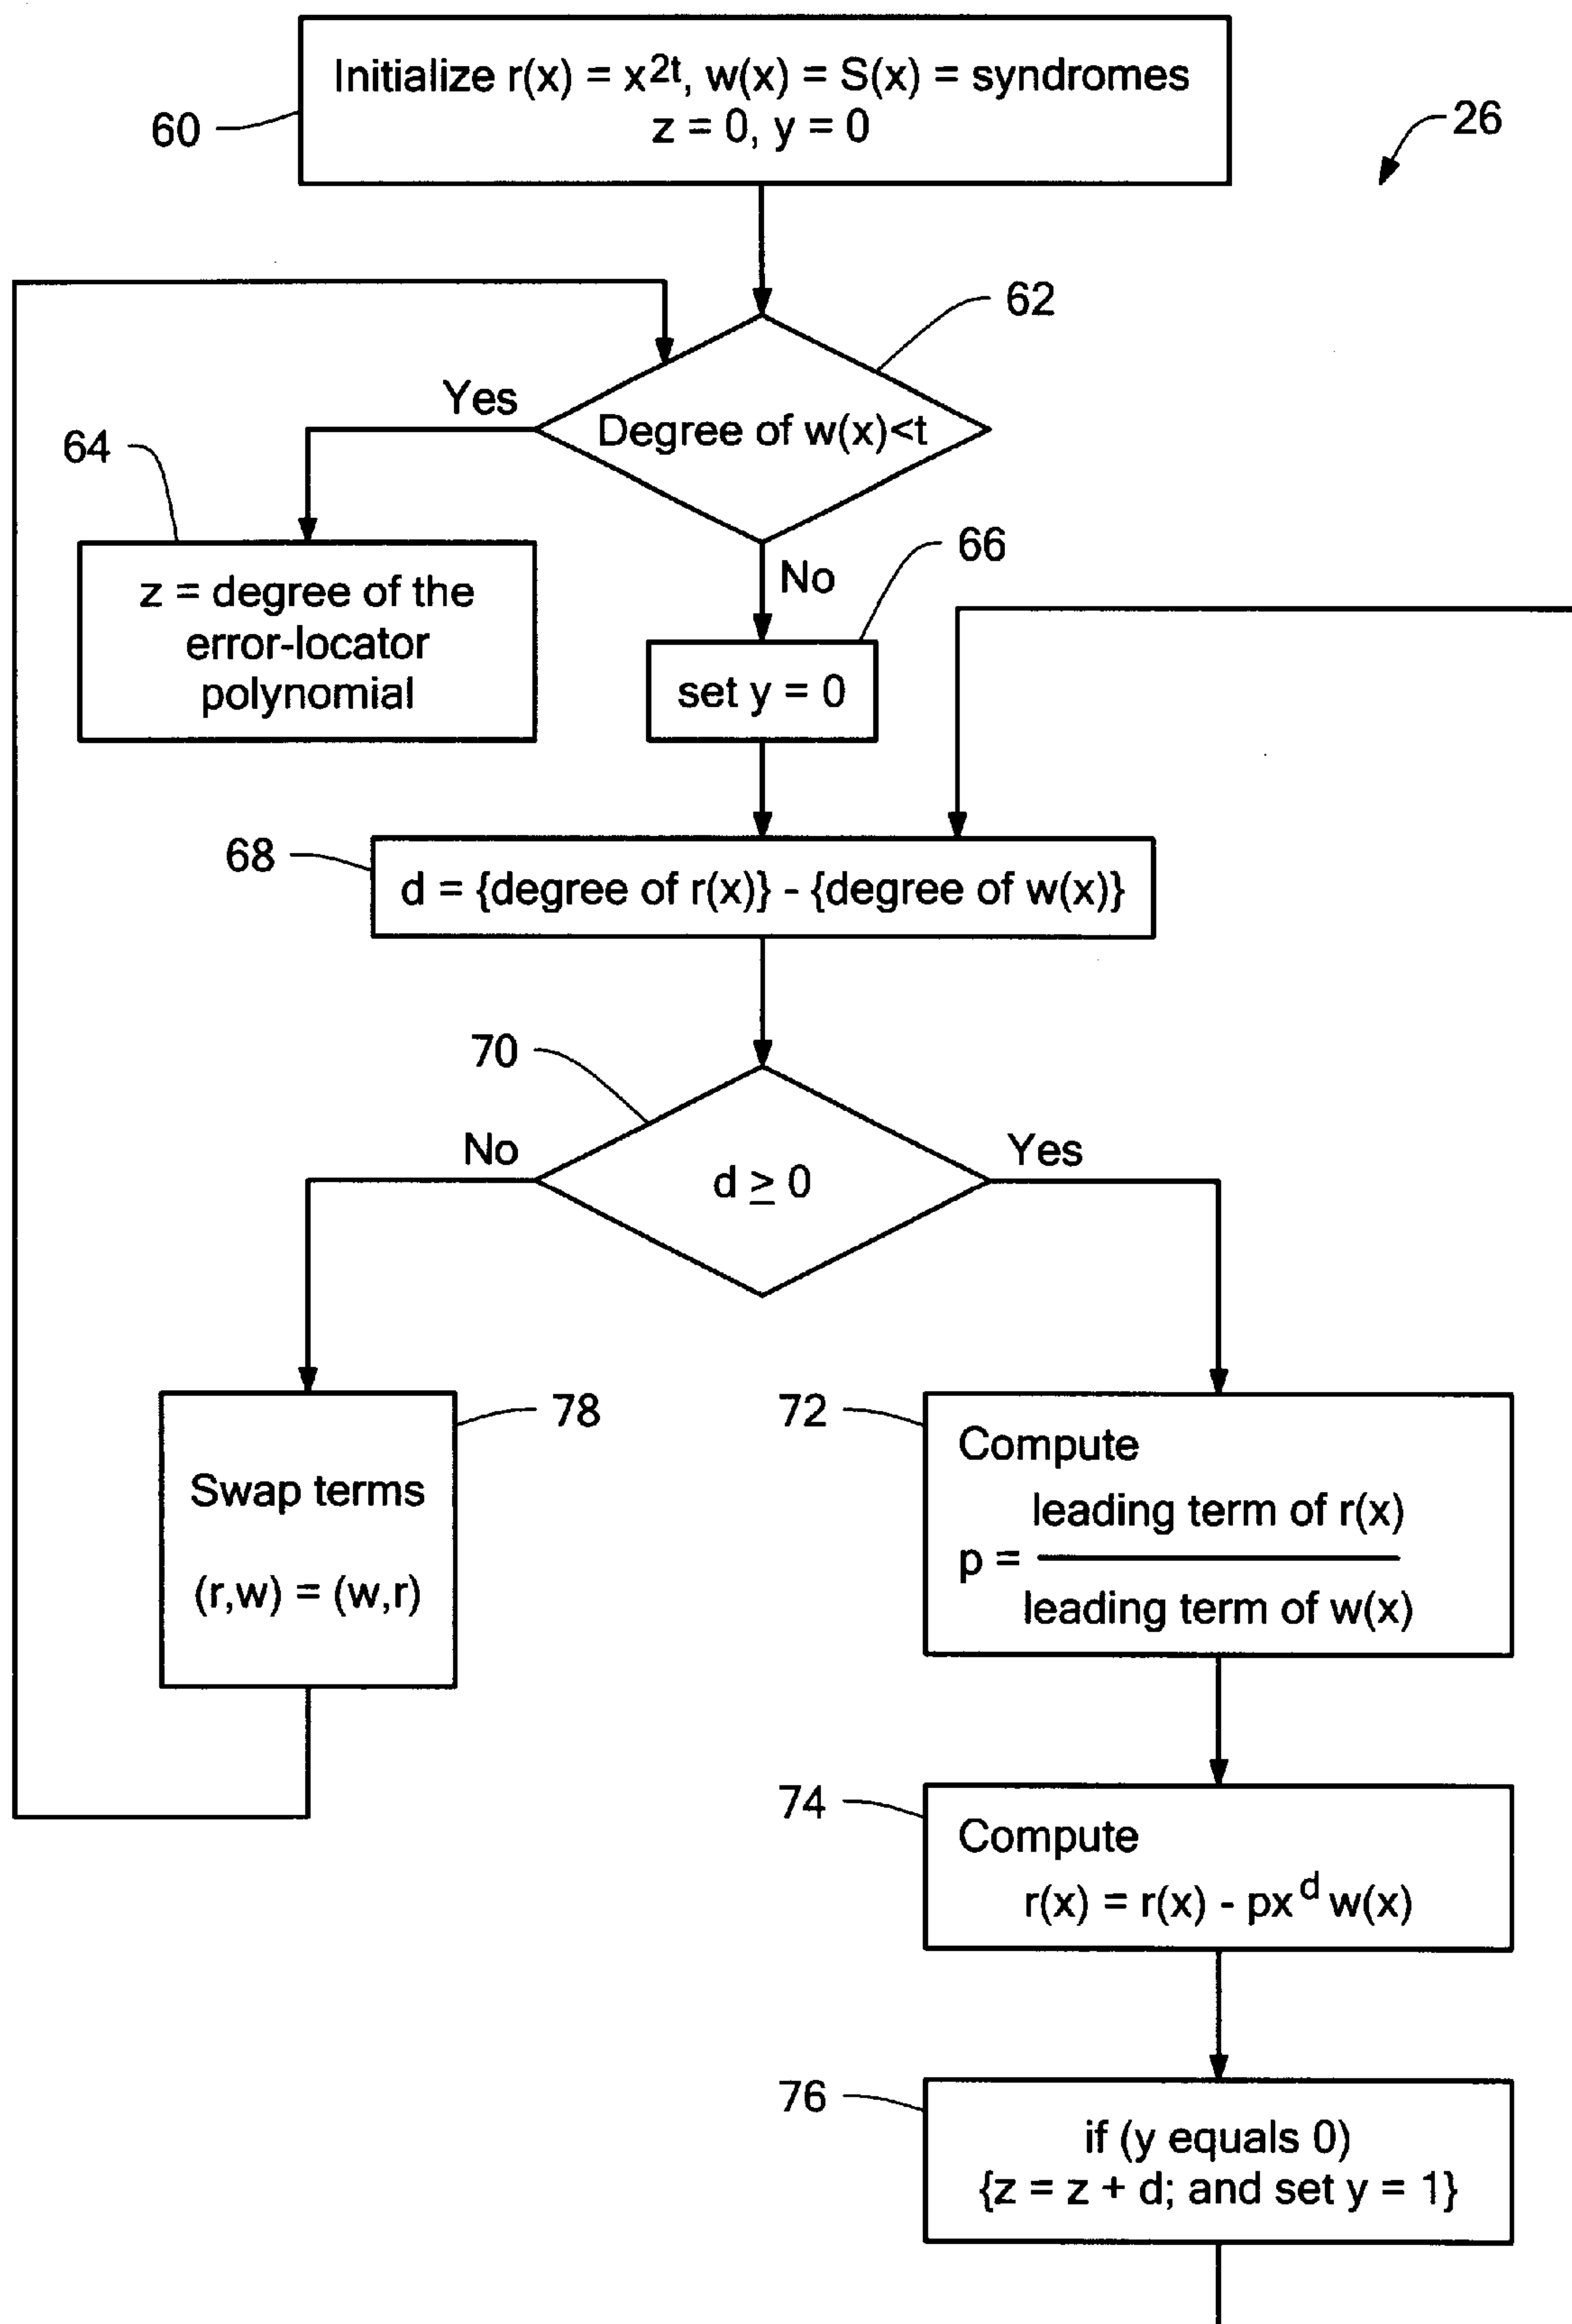 Initialize r(x) = x^2t, w(x) = S(x) = syndromes
z = 0, y = 0
60
26
62
Yes
Degree of w(x)<t
64
z = degree of the
error-locator
polynomial
No
66
set y = 0
68
d = {degree of r(x)} - {degree of w(x)}
70
No
Yes
d ≥ 0
78
Swap terms
(r,w) = (w,r)
72
Compute
leading term of r(x)
p =
leading term of w(x)
74
Compute
r(x) = r(x) - px^d w(x)
76
if (y equals 0)
{z = z + d; and set y = 1}